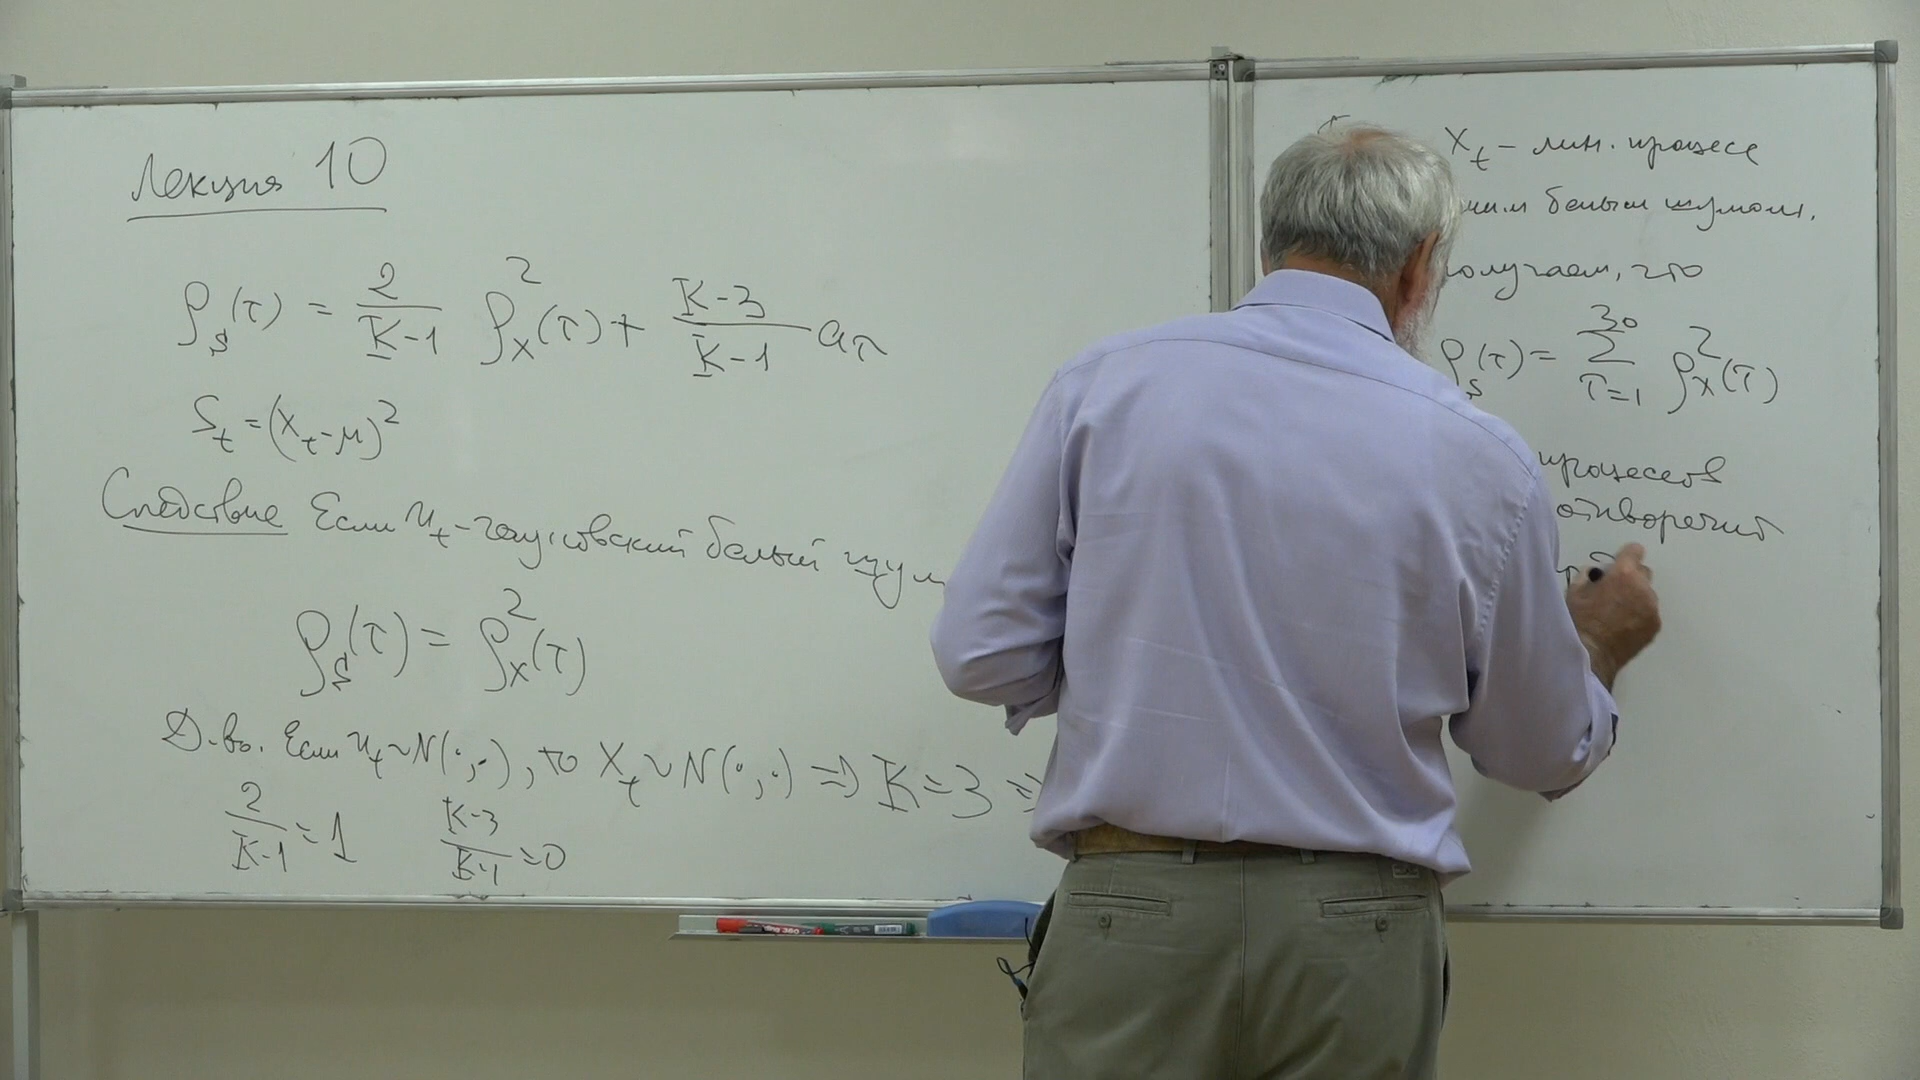 Лекция 10
ρ_s(τ) = 2/(K-1) ρ_X^2(τ) + (K-3)/(K-1) a_τ
S_t = (X_t - μ)^2
Следствие Если u_t - гауссовский белый шум
ρ_s(τ) = ρ_X^2(τ)
Д-во. Если u_t ~ N(·,·), то X_t ~ N(·,·) ⇒ K = 3 ⇒
2/(K-1) = 1 (K-3)/(K-1) = 0
X_t - лин. процесс
белым шумом.
получаем, что
ρ_s(τ) = Σ_{τ=1}^{30} ρ_X^2(τ)
процессов